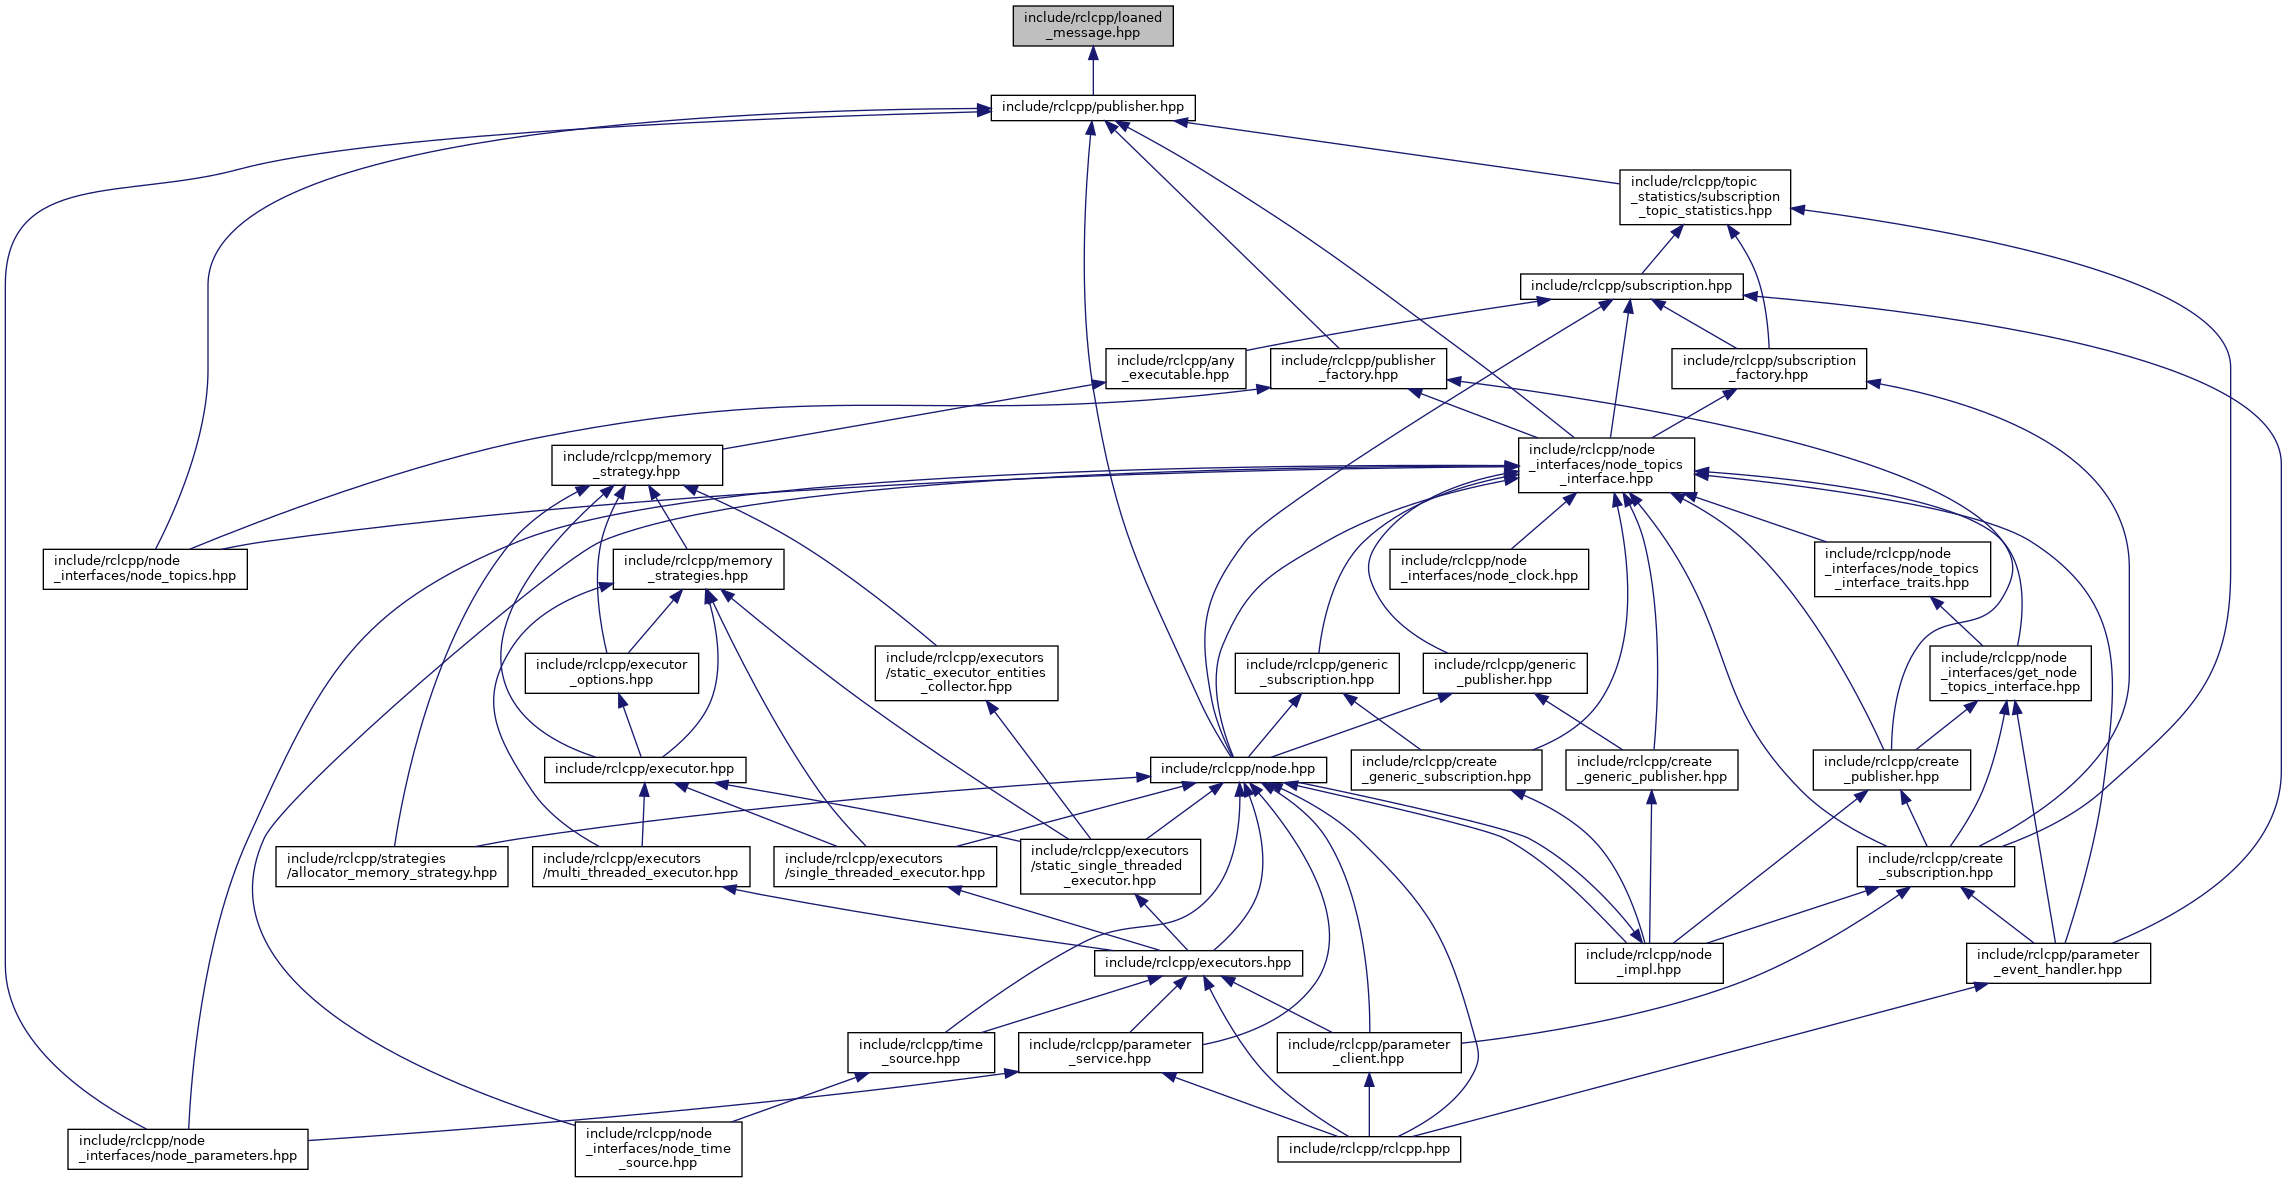 include/rclcpp/loaned
_message.hpp
include/rclcpp/publisher.hpp
include/rclcpp/topic
_statistics/subscription
_topic_statistics.hpp
include/rclcpp/subscription.hpp
include/rclcpp/any
_executable.hpp
include/rclcpp/publisher
_factory.hpp
include/rclcpp/subscription
_factory.hpp
include/rclcpp/memory
_strategy.hpp
include/rclcpp/node
_interfaces/node_topics
_interface.hpp
include/rclcpp/node
_interfaces/node_topics.hpp
include/rclcpp/memory
_strategies.hpp
include/rclcpp/node
_interfaces/node_clock.hpp
include/rclcpp/node
_interfaces/node_topics
_interface_traits.hpp
include/rclcpp/executor
_options.hpp
include/rclcpp/executors
/static_executor_entities
_collector.hpp
include/rclcpp/generic
_subscription.hpp
include/rclcpp/generic
_publisher.hpp
include/rclcpp/node
_interfaces/get_node
_topics_interface.hpp
include/rclcpp/executor.hpp
include/rclcpp/node.hpp
include/rclcpp/create
_generic_subscription.hpp
include/rclcpp/create
_generic_publisher.hpp
include/rclcpp/create
_publisher.hpp
include/rclcpp/strategies
/allocator_memory_strategy.hpp
include/rclcpp/executors
/multi_threaded_executor.hpp
include/rclcpp/executors
/single_threaded_executor.hpp
include/rclcpp/executors
/static_single_threaded
_executor.hpp
include/rclcpp/create
_subscription.hpp
include/rclcpp/executors.hpp
include/rclcpp/node
_impl.hpp
include/rclcpp/parameter
_event_handler.hpp
include/rclcpp/time
_source.hpp
include/rclcpp/parameter
_service.hpp
include/rclcpp/parameter
_client.hpp
include/rclcpp/node
_interfaces/node_parameters.hpp
include/rclcpp/node
_interfaces/node_time
_source.hpp
include/rclcpp/rclcpp.hpp